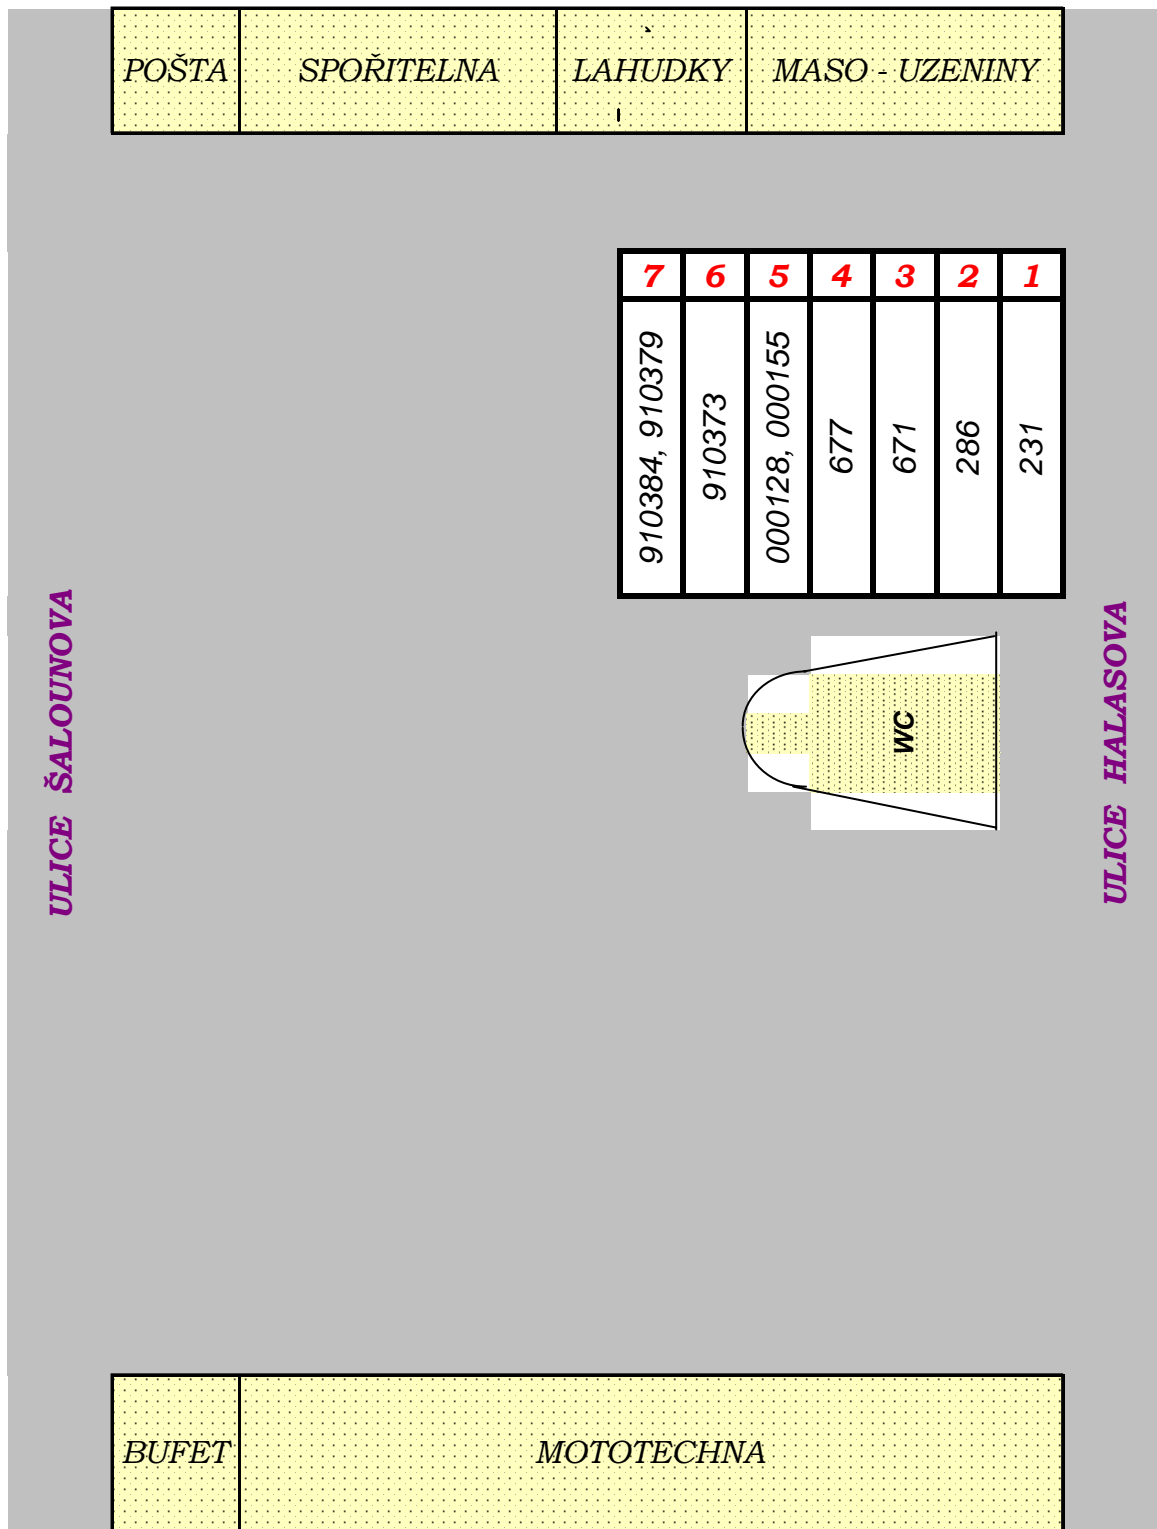 POŠTA SPOŘITELNA LAHUDKY MASO - UZENINY
7 6 5 4 3 2 1
910384, 910379
910373
000128, 000155
677
671
286
231
ULICE ŠALOUNOVA
WC
ULICE HALASOVA
BUFET MOTOTECHNA